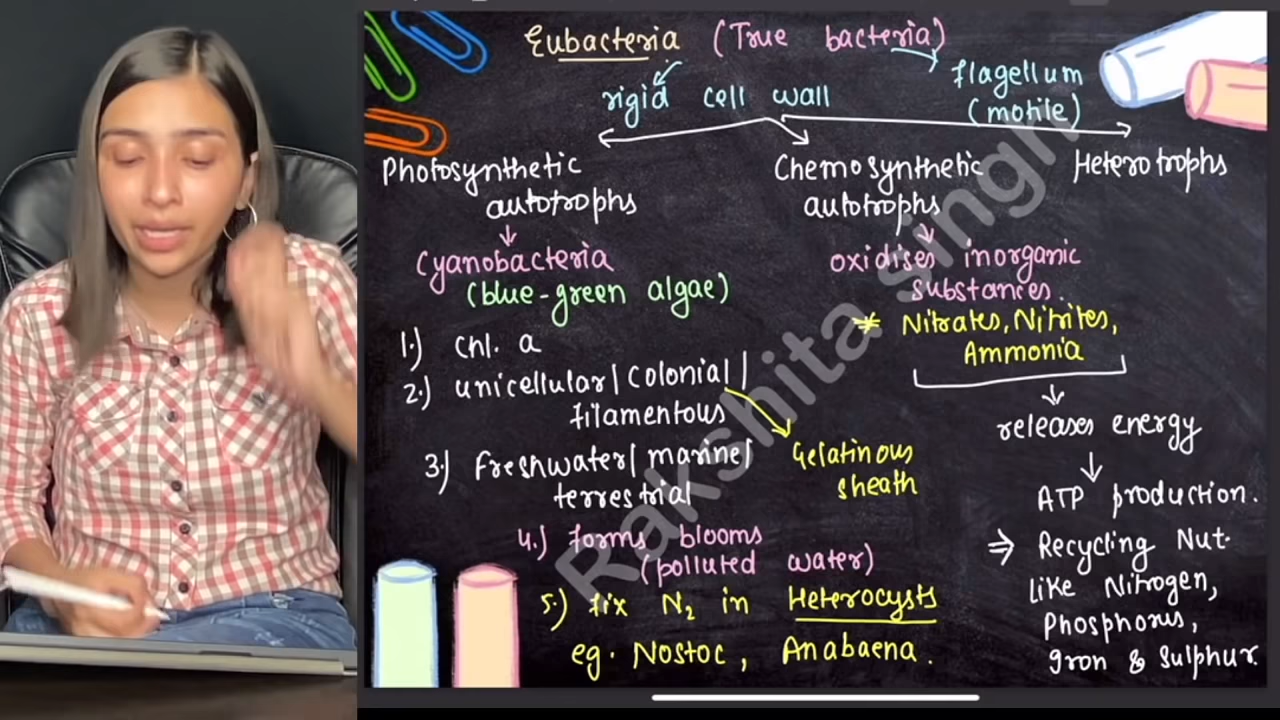 Eubacteria (True bacteria)
rigid cell wall
flagellum
(motile)
Photosynthetic
autotrophs
Cyanobacteria
(blue-green algae)
1.) chl. a
2.) unicellular/colonial/
filamentous
Gelatinous
sheath
3.) freshwater/marine/
terrestrial
4.) forms blooms
(polluted water)
5.) fix N₂ in Heterocysts
eg. Nostoc, Anabaena.
Chemosynthetic
autotrophs
oxidises inorganic
substances.
* Nitrates, Nitrites,
Ammonia
releases energy
ATP production.
⇒ Recycling Nut.
like Nitrogen,
Phosphorus,
Iron & Sulphur.
Heterotrophs
Rakshita singh